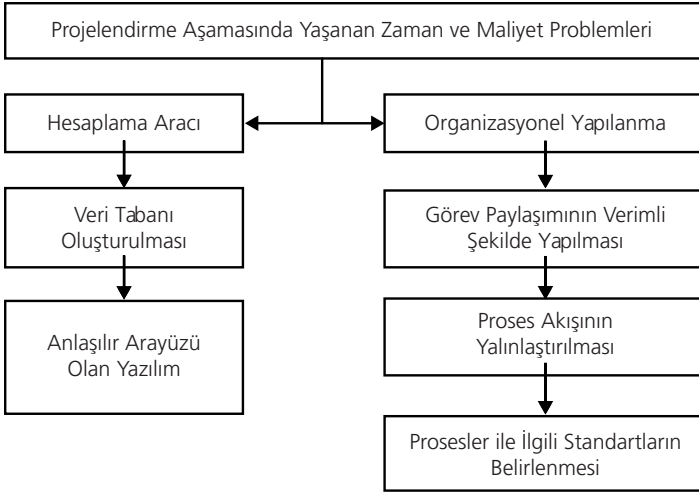 Projelendirme Aşamasında Yaşanan Zaman ve Maliyet Problemleri
Hesaplama Aracı
Organizasyonel Yapılanma
Veri Tabanı
Oluşturulması
Görev Paylaşımının Verimli
Şekilde Yapılması
Anlaşılır Arayüzü
Olan Yazılım
Proses Akışının
Yalınlaştırılması
Prosesler ile İlgili Standartların
Belirlenmesi